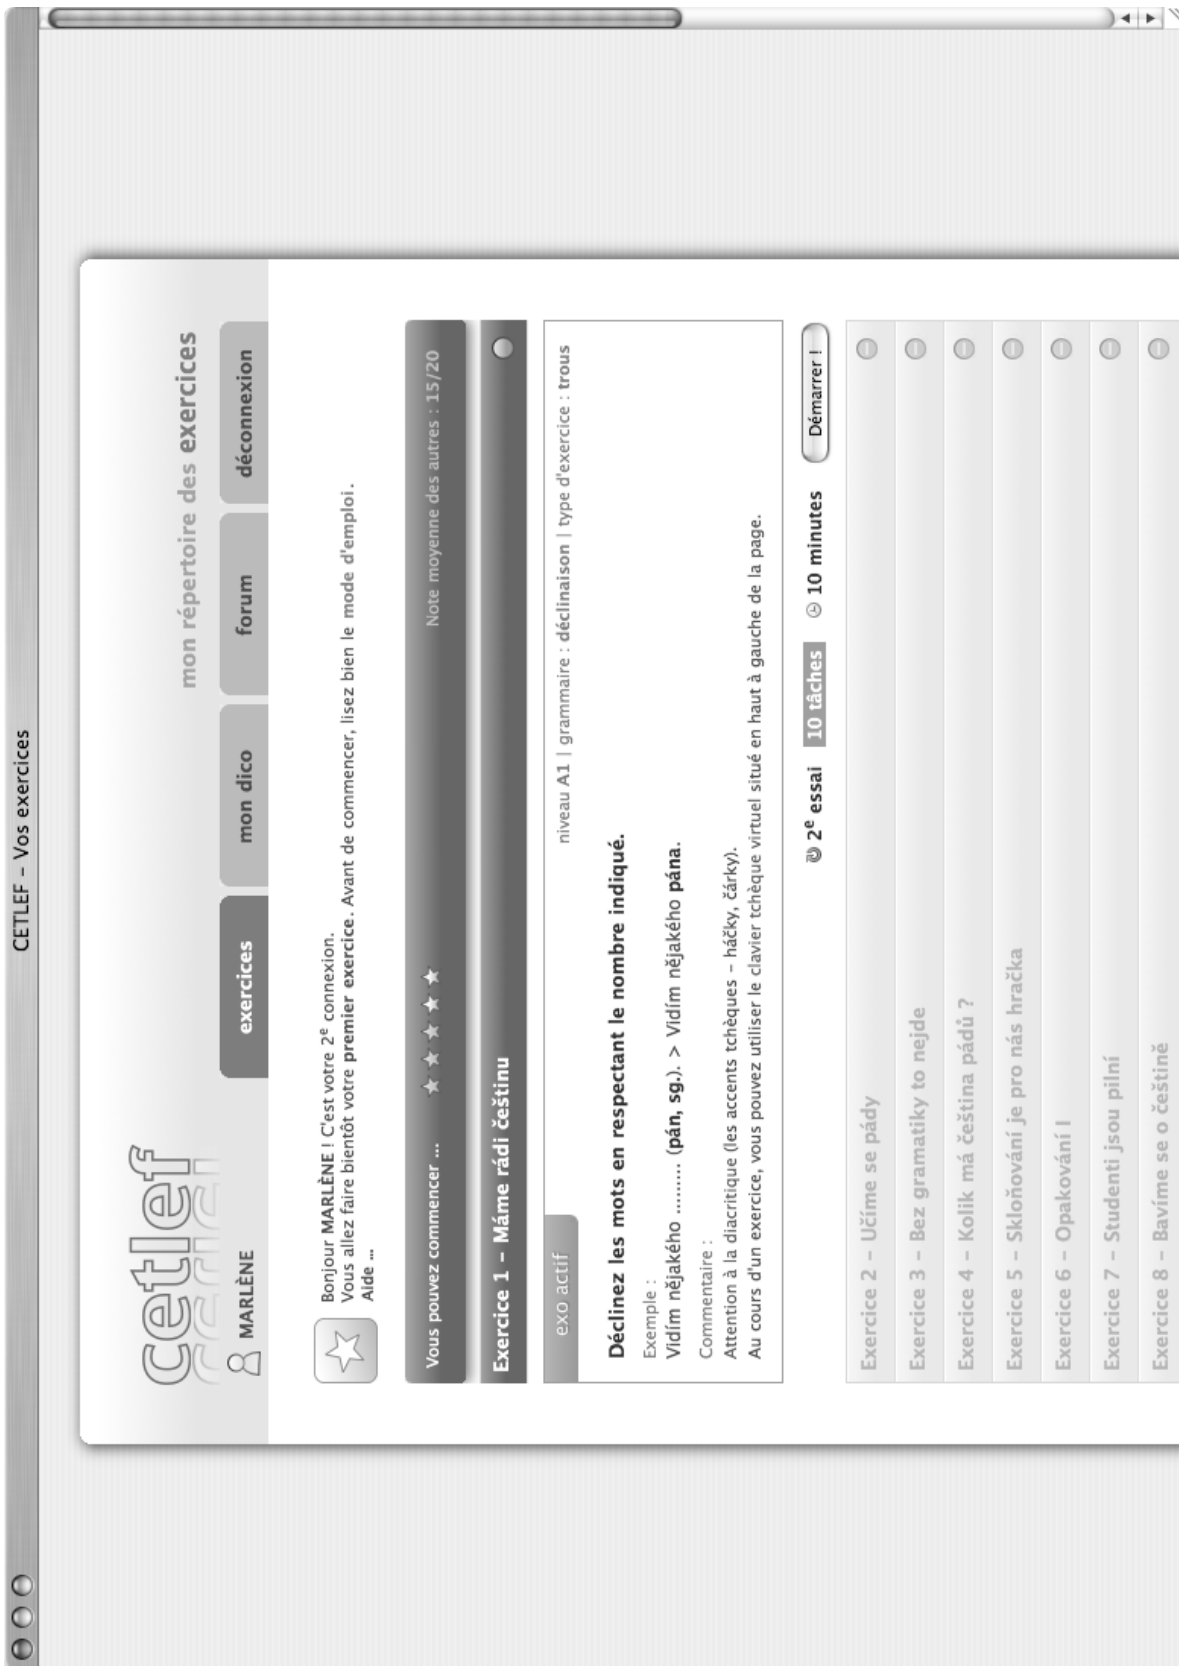 CETLEF – Vos exercices
cetlef
mon répertoire des exercices
MARLÈNE
exercices
mon dico
forum
déconnexion
Bonjour MARLÈNE ! C'est votre 2e connexion.
Vous allez faire bientôt votre premier exercice. Avant de commencer, lisez bien le mode d'emploi.
Aide ...
Vous pouvez commencer ... ★★★★★ Note moyenne des autres : 15/20
Exercice 1 – Máme rádi češtinu
exo actif
niveau A1 | grammaire : déclinaison | type d'exercice : trous
Déclinez les mots en respectant le nombre indiqué.
Exemple :
Vidím nějakého ......... (pán, sg.). > Vidím nějakého pána.
Commentaire :
Attention à la diacritique (les accents tchèques – háčky, čárky).
Au cours d'un exercice, vous pouvez utiliser le clavier tchèque virtuel situé en haut à gauche de la page.
2e essai 10 tâches 10 minutes Démarrer !
Exercice 2 – Učíme se pády
Exercice 3 – Bez gramatiky to nejde
Exercice 4 – Kolik má čeština pádů ?
Exercice 5 – Skloňování je pro nás hračka
Exercice 6 – Opakování I
Exercice 7 – Studenti jsou pilní
Exercice 8 – Bavíme se o češtině